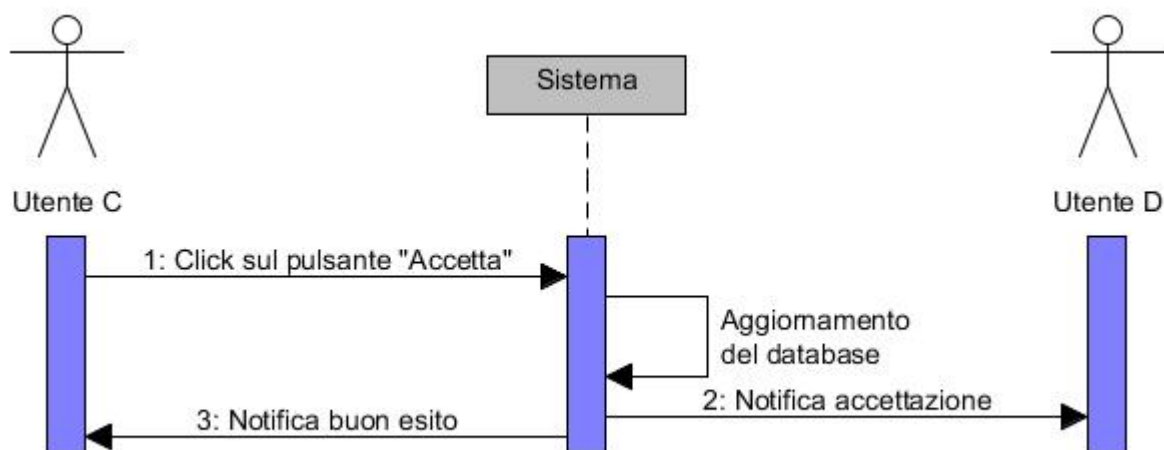 Sistema
Utente C
Utente D
1: Click sul pulsante "Accetta"
Aggiornamento
del database
2: Notifica accettazione
3: Notifica buon esito